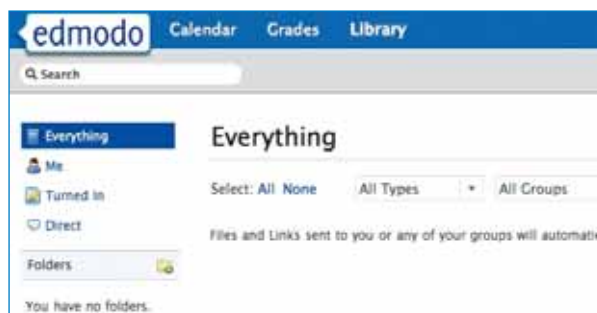 edmodo Calendar Grades Library
Search
Everything
Me
Turned In
Direct
Folders
You have no folders.
Everything
Select: All None All Types All Groups
Files and Links sent to you or any of your groups will automati